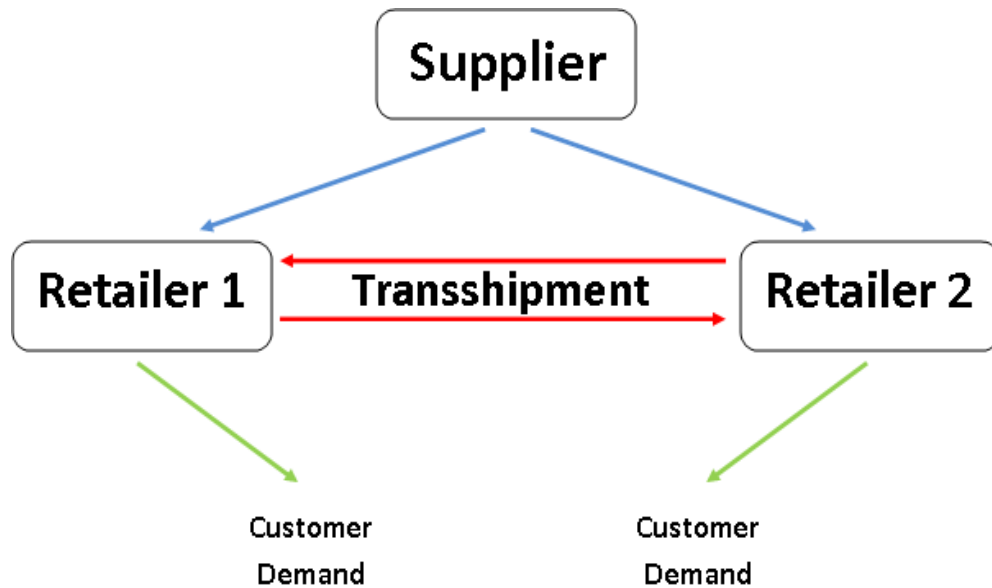 Supplier
Retailer 1
Transshipment
Retailer 2
Customer
Demand
Customer
Demand